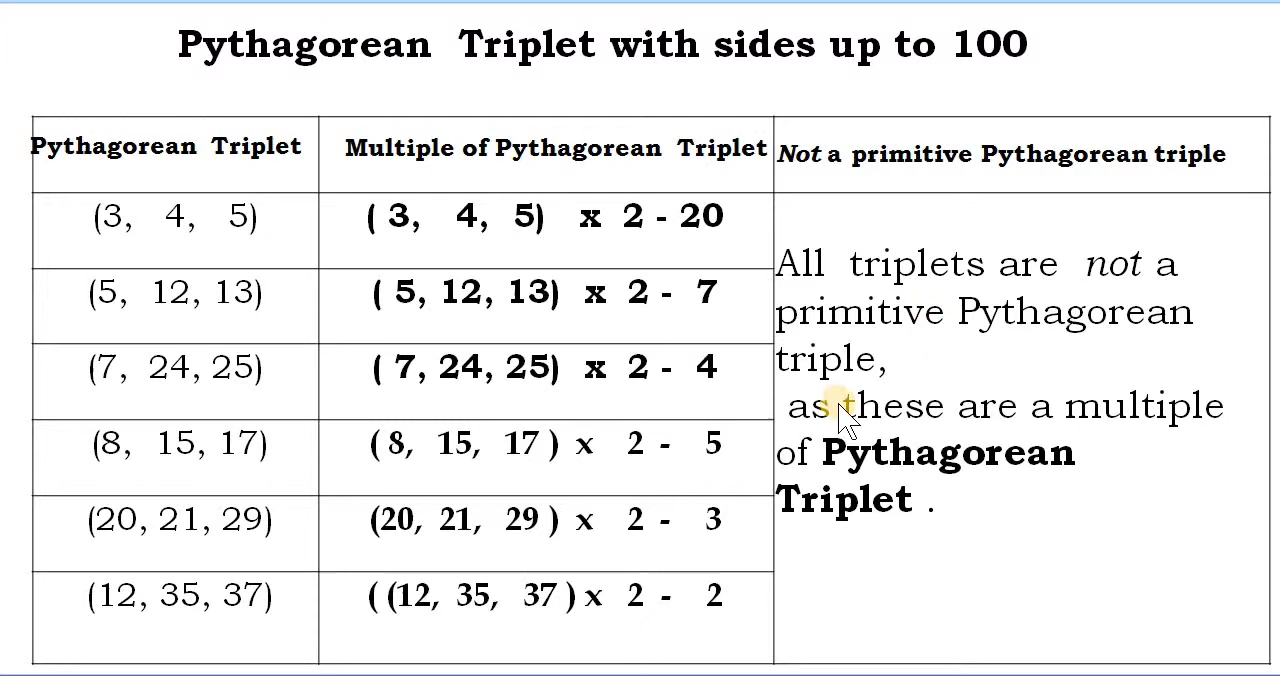 Pythagorean Triplet with sides up to 100
Pythagorean Triplet
Multiple of Pythagorean Triplet
Not a primitive Pythagorean triple
(3, 4, 5)
( 3, 4, 5) x 2 - 20
(5, 12, 13)
( 5, 12, 13) x 2 - 7
(7, 24, 25)
( 7, 24, 25) x 2 - 4
(8, 15, 17)
( 8, 15, 17 ) x 2 - 5
(20, 21, 29)
(20, 21, 29 ) x 2 - 3
(12, 35, 37)
( (12, 35, 37 ) x 2 - 2
All triplets are not a
primitive Pythagorean
triple,
as these are a multiple
of Pythagorean
Triplet .